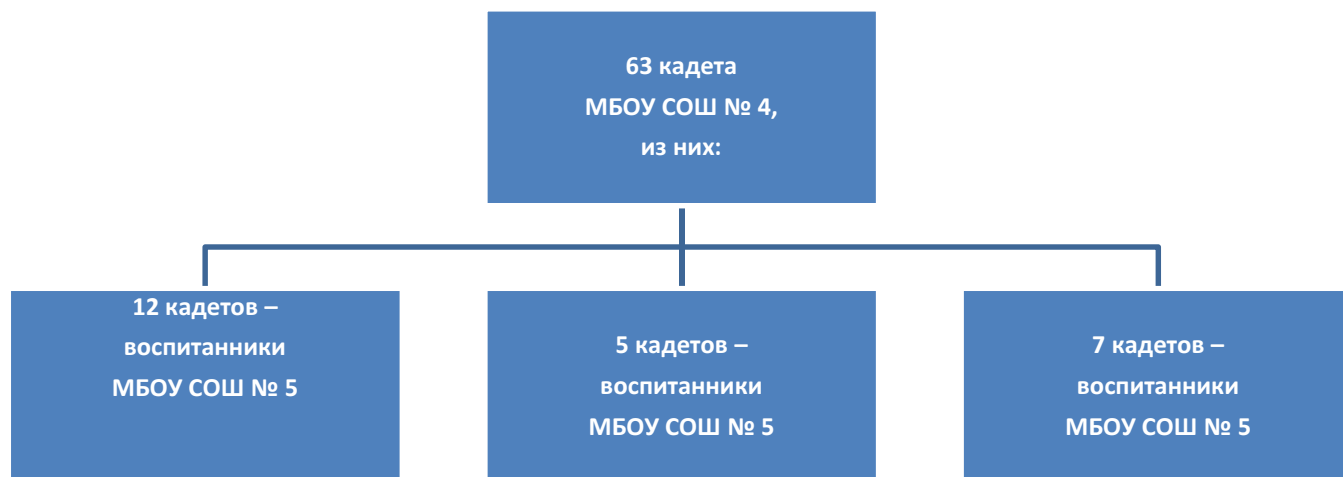 63 кадета
МБОУ СОШ № 4,
из них:
12 кадетов –
воспитанники
МБОУ СОШ № 5
5 кадетов –
воспитанники
МБОУ СОШ № 5
7 кадетов –
воспитанники
МБОУ СОШ № 5